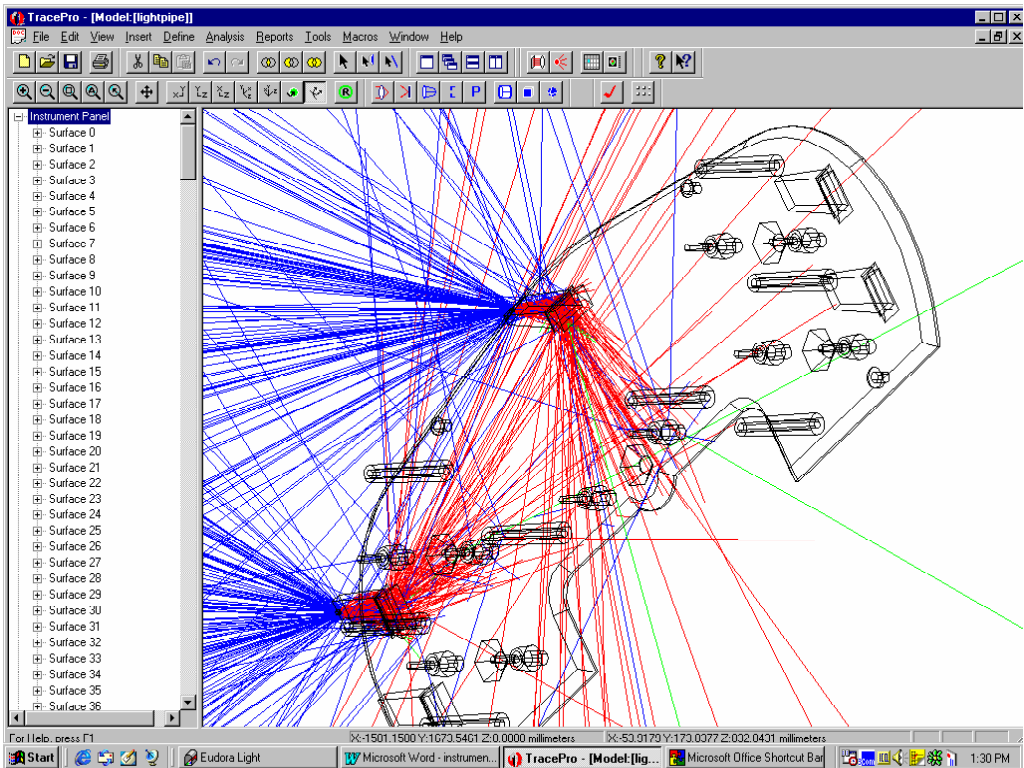 TracePro - [Model:[lightpipe]]
File Edit View Insert Define Analysis Reports Tools Macros Window Help
Instrument Panel
Surface 0
Surface 1
Surface 2
Surface 3
Surface 4
Surface 5
Surface 6
Surface 7
Surface 8
Surface 9
Surface 10
Surface 11
Surface 12
Surface 13
Surface 14
Surface 15
Surface 16
Surface 17
Surface 18
Surface 19
Surface 20
Surface 21
Surface 22
Surface 23
Surface 24
Surface 25
Surface 26
Surface 27
Surface 28
Surface 29
Surface 30
Surface 31
Surface 32
Surface 33
Surface 34
Surface 35
Surface 36
For Help, press F1 X:-1501.1500 Y:1673.5461 Z:0.0000 millimeters X:-53.9179 Y:173.0377 Z:032.0431 millimeters
Start Eudora Light Microsoft Word - instrumen... TracePro - [Model:[lig... Microsoft Office Shortcut Bar 1:30 PM